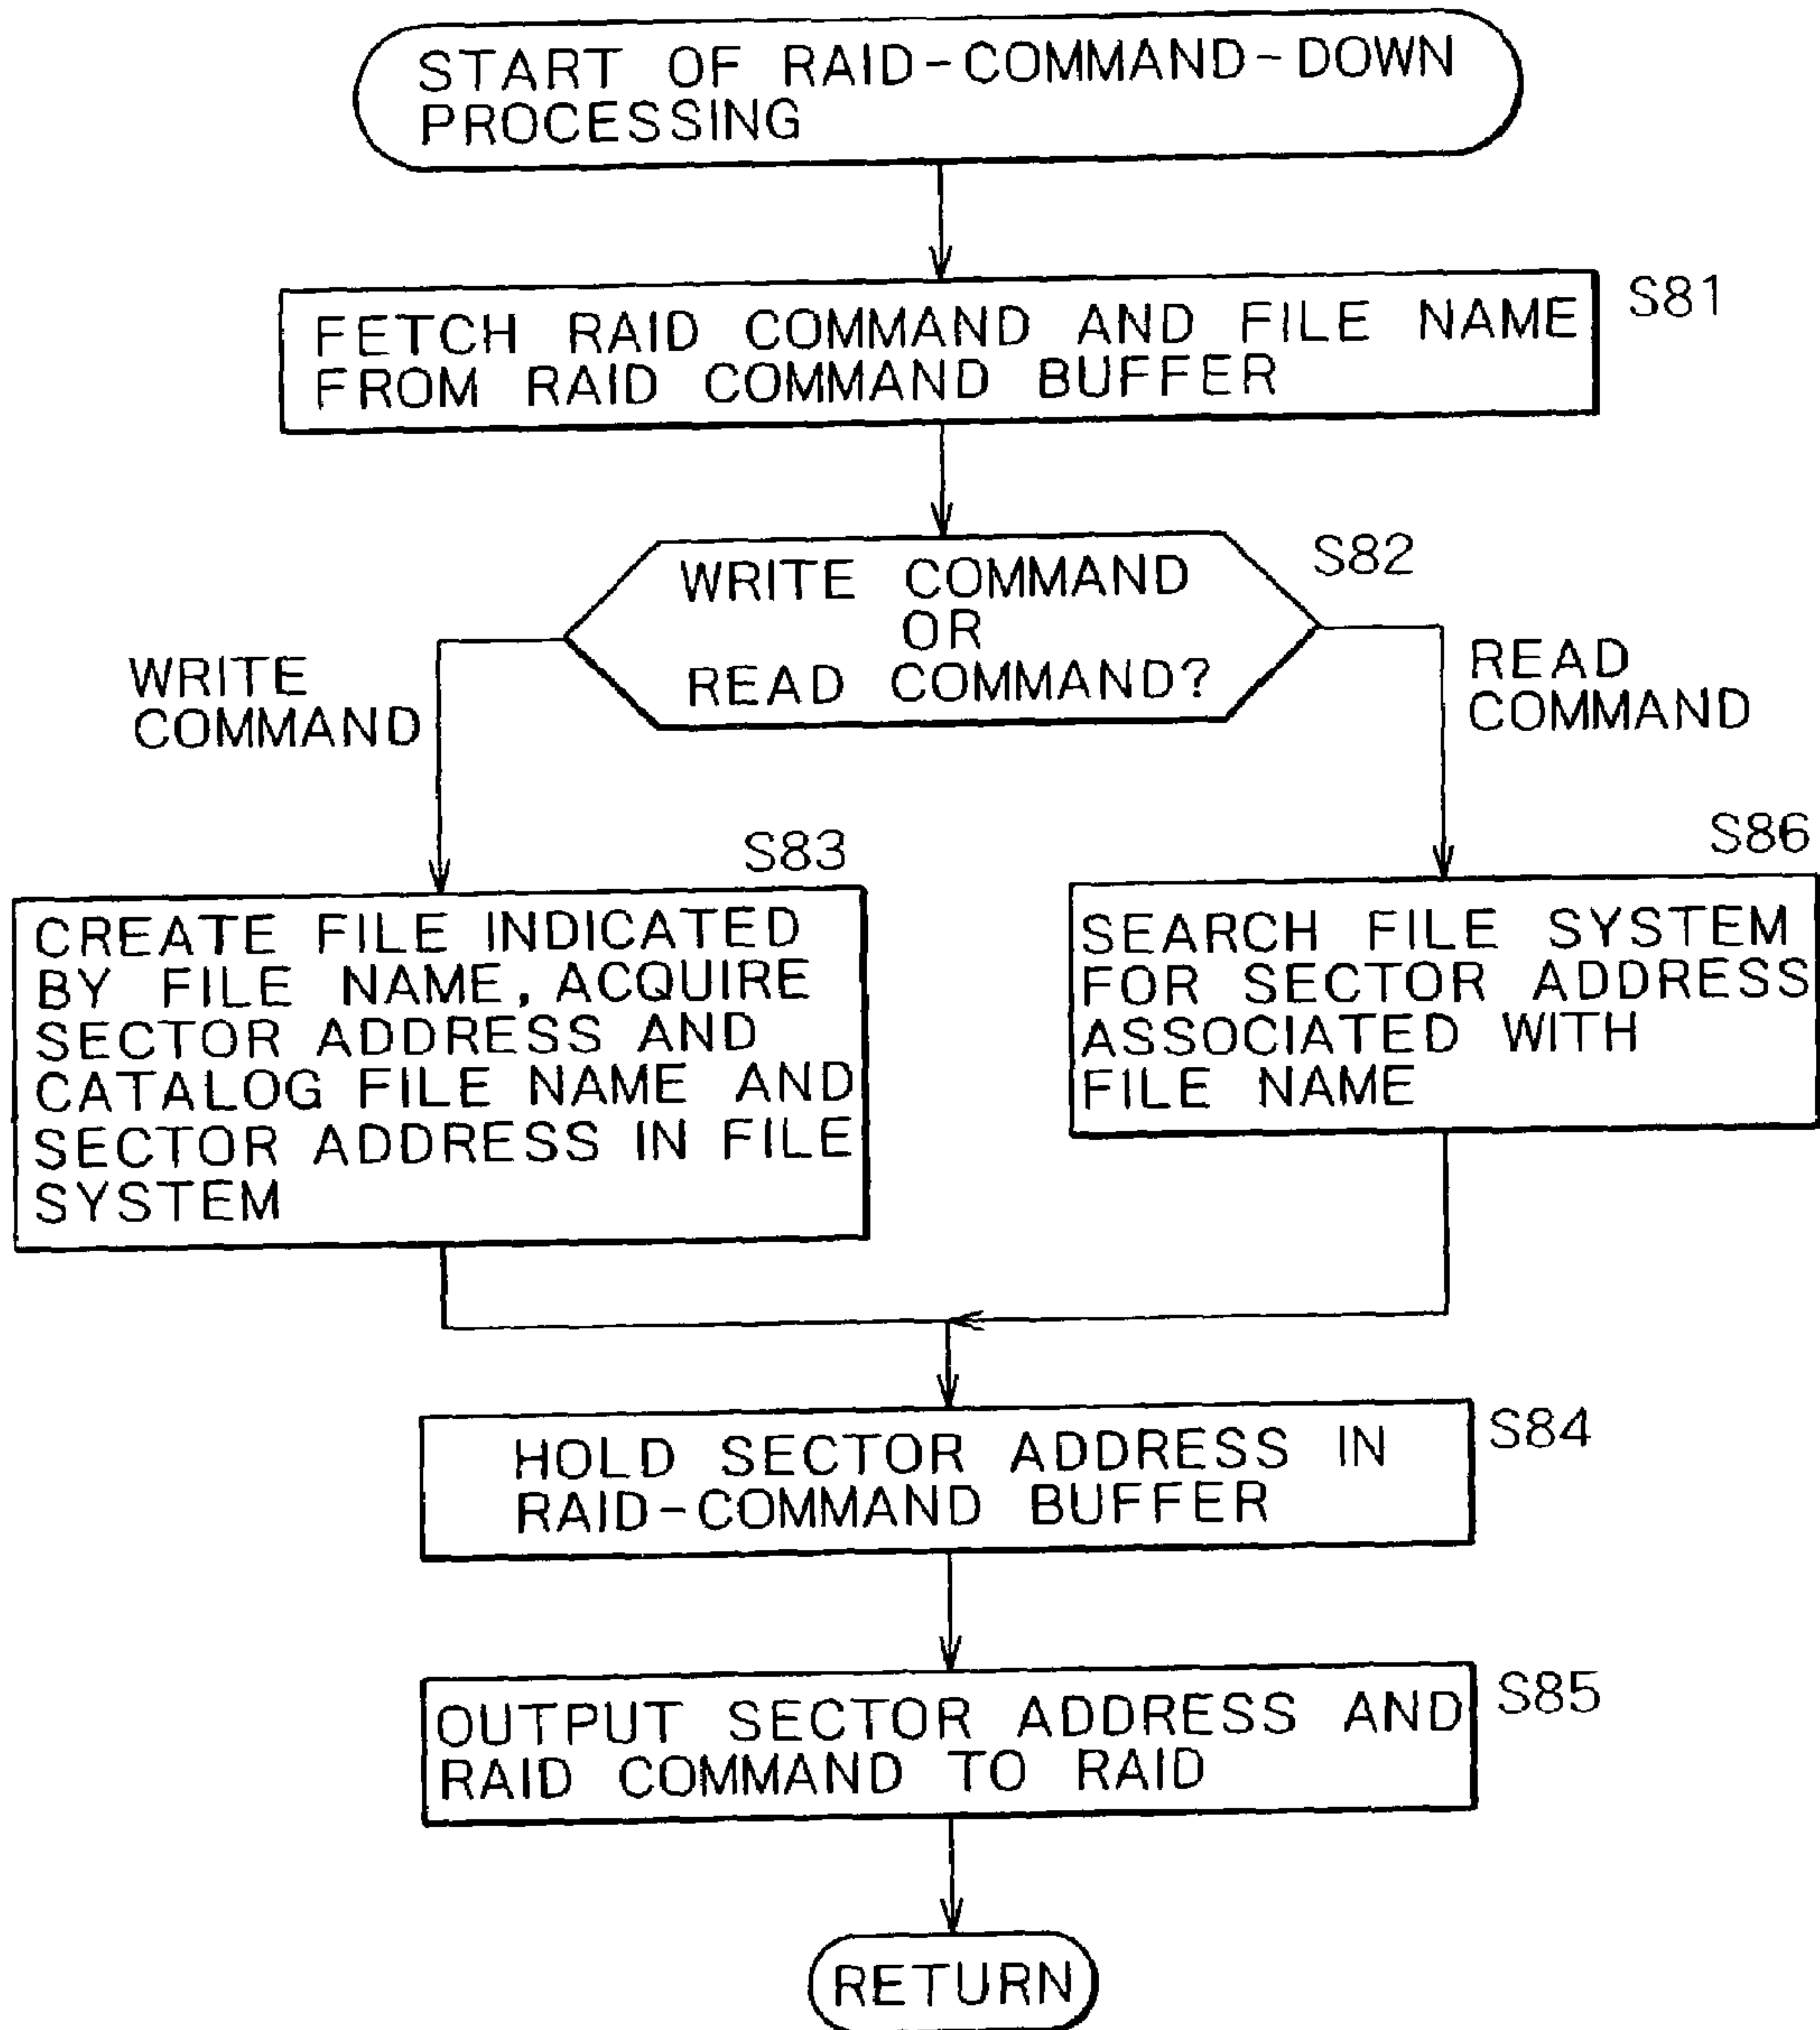 START OF RAID-COMMAND-DOWN
PROCESSING
S81
FETCH RAID COMMAND AND FILE NAME
FROM RAID COMMAND BUFFER
S82
WRITE COMMAND
OR
READ COMMAND?
WRITE
COMMAND
READ
COMMAND
S83
CREATE FILE INDICATED
BY FILE NAME, ACQUIRE
SECTOR ADDRESS AND
CATALOG FILE NAME AND
SECTOR ADDRESS IN FILE
SYSTEM
S86
SEARCH FILE SYSTEM
FOR SECTOR ADDRESS
ASSOCIATED WITH
FILE NAME
S84
HOLD SECTOR ADDRESS IN
RAID-COMMAND BUFFER
S85
OUTPUT SECTOR ADDRESS AND
RAID COMMAND TO RAID
RETURN